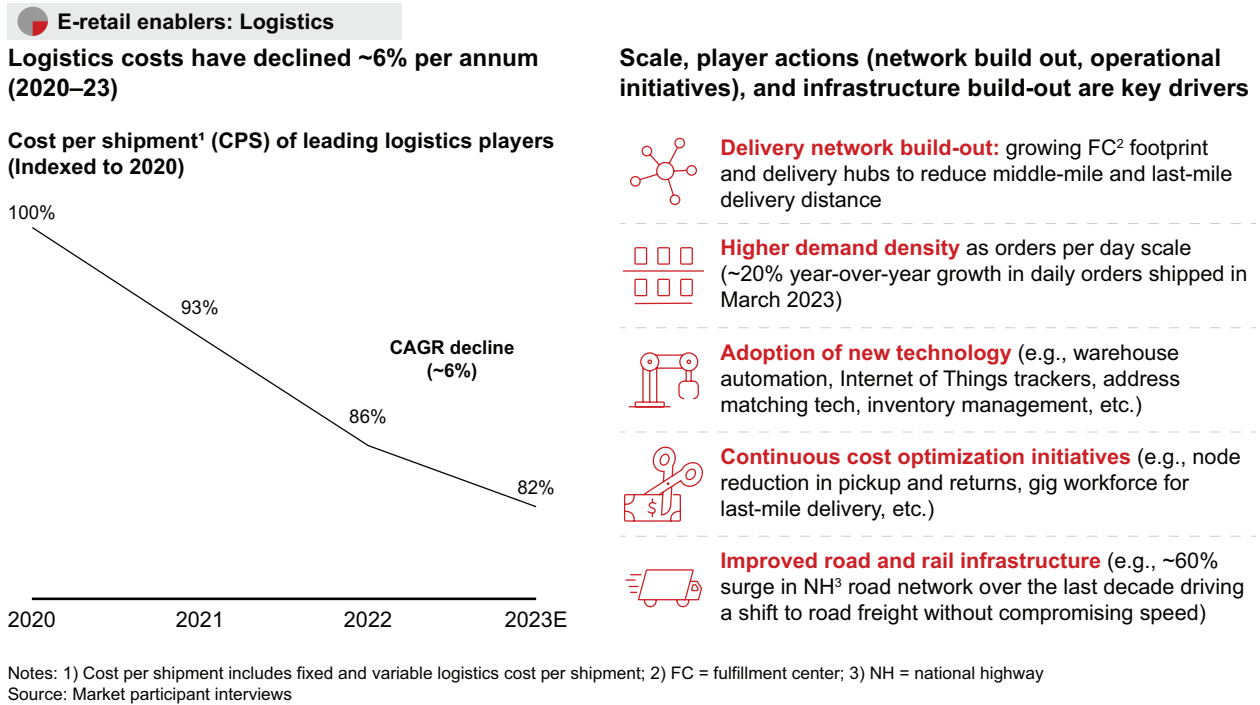 E-retail enablers: Logistics
Logistics costs have declined ~6% per annum
(2020–23)
Cost per shipment¹ (CPS) of leading logistics players
(Indexed to 2020)
100%
93%
86%
82%
CAGR decline
(~6%)
2020
2021
2022
2023E
Scale, player actions (network build out, operational
initiatives), and infrastructure build-out are key drivers
Delivery network build-out: growing FC² footprint
and delivery hubs to reduce middle-mile and last-mile
delivery distance
Higher demand density as orders per day scale
(~20% year-over-year growth in daily orders shipped in
March 2023)
Adoption of new technology (e.g., warehouse
automation, Internet of Things trackers, address
matching tech, inventory management, etc.)
$
Continuous cost optimization initiatives (e.g., node
reduction in pickup and returns, gig workforce for
last-mile delivery, etc.)
Improved road and rail infrastructure (e.g., ~60%
surge in NH³ road network over the last decade driving
a shift to road freight without compromising speed)
Notes: 1) Cost per shipment includes fixed and variable logistics cost per shipment; 2) FC = fulfillment center; 3) NH = national highway
Source: Market participant interviews